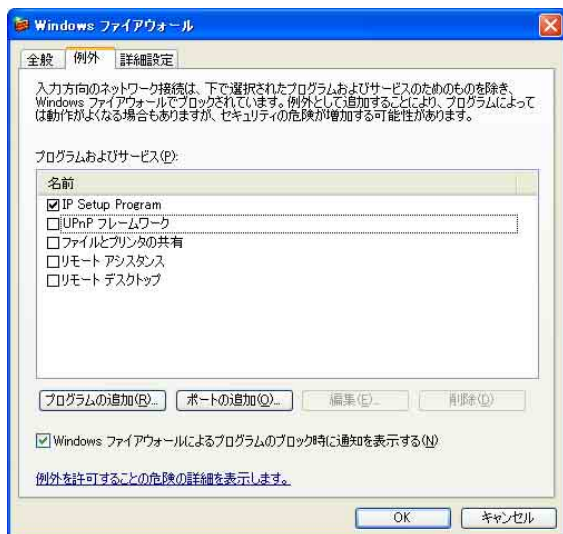 Windows ファイアウォール
全般 例外 詳細設定
入力方向のネットワーク接続は、下で選択されたプログラムおよびサービスのためのものを除き、
Windows ファイアウォールでブロックされています。例外として追加することにより、プログラムによって
は動作がよくなる場合もありますが、セキュリティの危険が増加する可能性があります。
プログラムおよびサービス(P):
名前
IP Setup Program
UPnP フレームワーク
ファイルとプリンタの共有
リモート アシスタンス
リモート デスクトップ
プログラムの追加(R)... ポートの追加(O)... 編集(E)... 削除(D)
Windows ファイアウォールによるプログラムのブロック時に通知を表示する(N)
例外を許可することの危険の詳細を表示します。
OK キャンセル